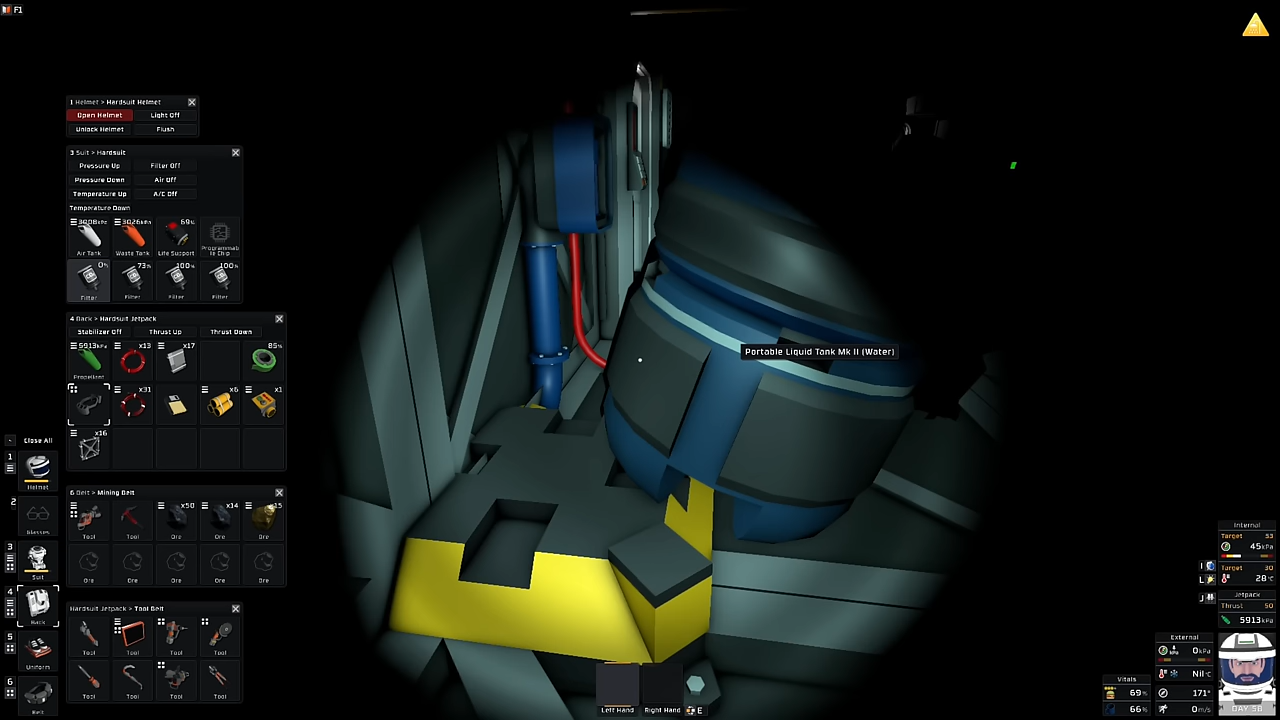 F1
1 Helmet > Hardsuit Helmet
Open Helmet
Light Off
Unlock Helmet
Flush
3 Suit > Hardsuit
Pressure Up
Filter Off
Pressure Down
Air Off
Temperature Up
A/C Off
Temperature Down
3026kPa
69%
Air Tank
Waste Tank
Life Support
Programmab
le Chip
0%
73%
100%
100%
Filter
Filter
Filter
Filter
4 Back > Hardsuit Jetpack
Stabilizer Off
Thrust Up
Thrust Down
5913kPa
x13
x17
85%
Propellent
x31
x6
x1
x16
Close All
1
Helmet
2
Glasses
3
Suit
4
Back
5
Uniform
6
Belt
6 Belt > Mining Belt
x50
x14
x15
Tool
Tool
Ore
Ore
Ore
Ore
Ore
Ore
Ore
Ore
Hardsuit Jetpack > Tool Belt
Tool
Tool
Tool
Tool
Tool
Tool
Tool
Tool
Portable Liquid Tank Mk II (Water)
Left Hand
Right Hand
E
Internal
Target 53
45kPa
Target 30
28°C
I
L
J
Jetpack
Thrust 50
5913kPa
External
0kPa
Nil°C
171°
0m/s
Vitals
69%
66%
DAY 58